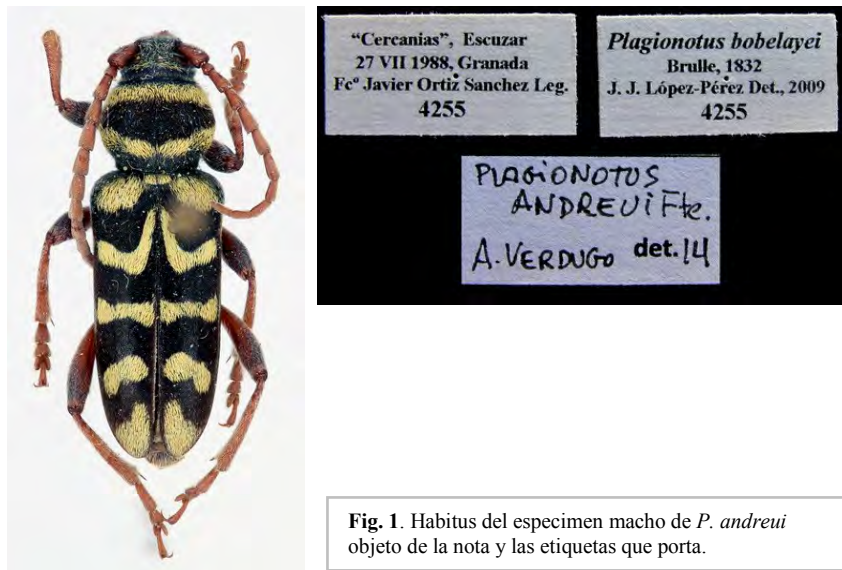 “Cercanias”, Escuzar
27 VII 1988, Granada
Fcº Javier Ortiz Sanchez Leg.
4255
Plagionotus bobelayei
Brulle, 1832
J. J. López-Pérez Det., 2009
4255
PLAGIONOTUS
ANDREUI Fte.
A. VERDUGO det. 14
Fig. 1. Habitus del especimen macho de P. andreui
objeto de la nota y las etiquetas que porta.